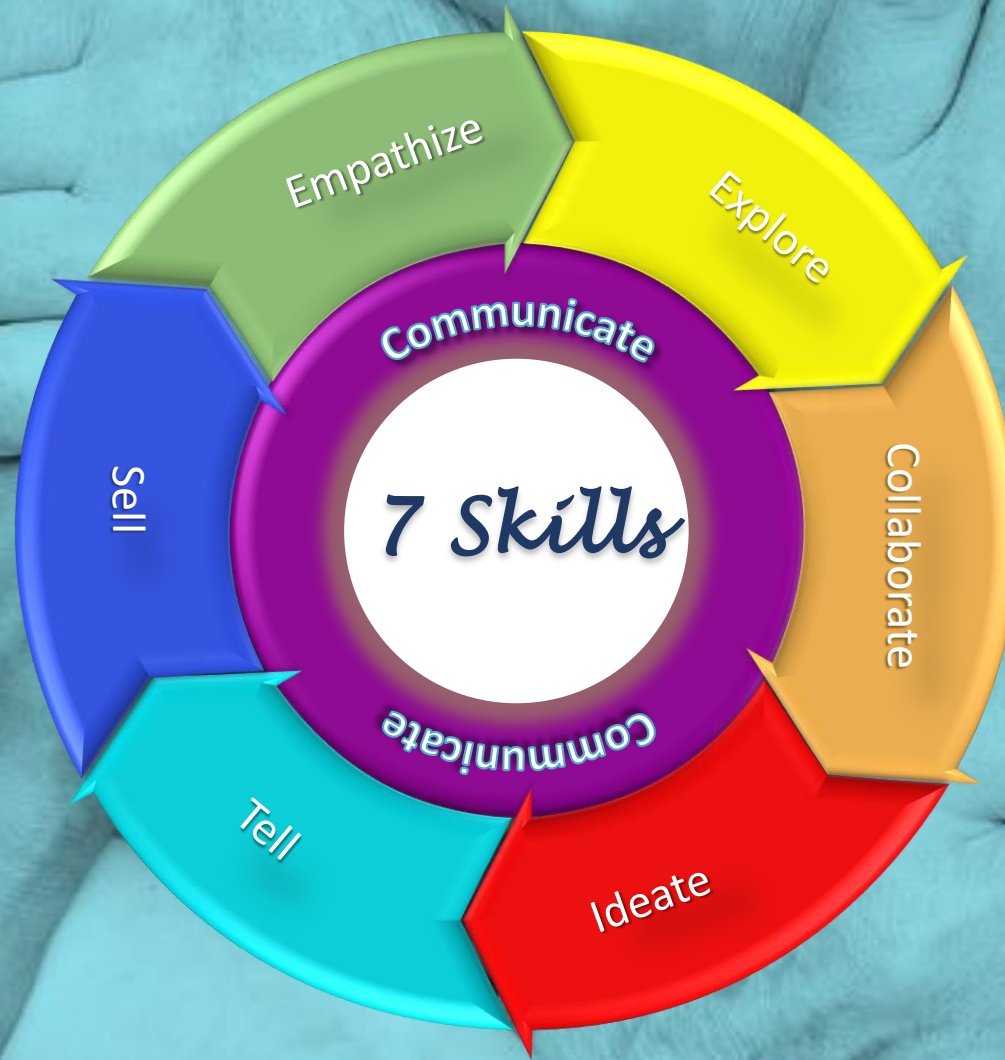 Empathize
Explore
Collaborate
Ideate
Tell
Sell
Communicate
7 Skills
Communicate